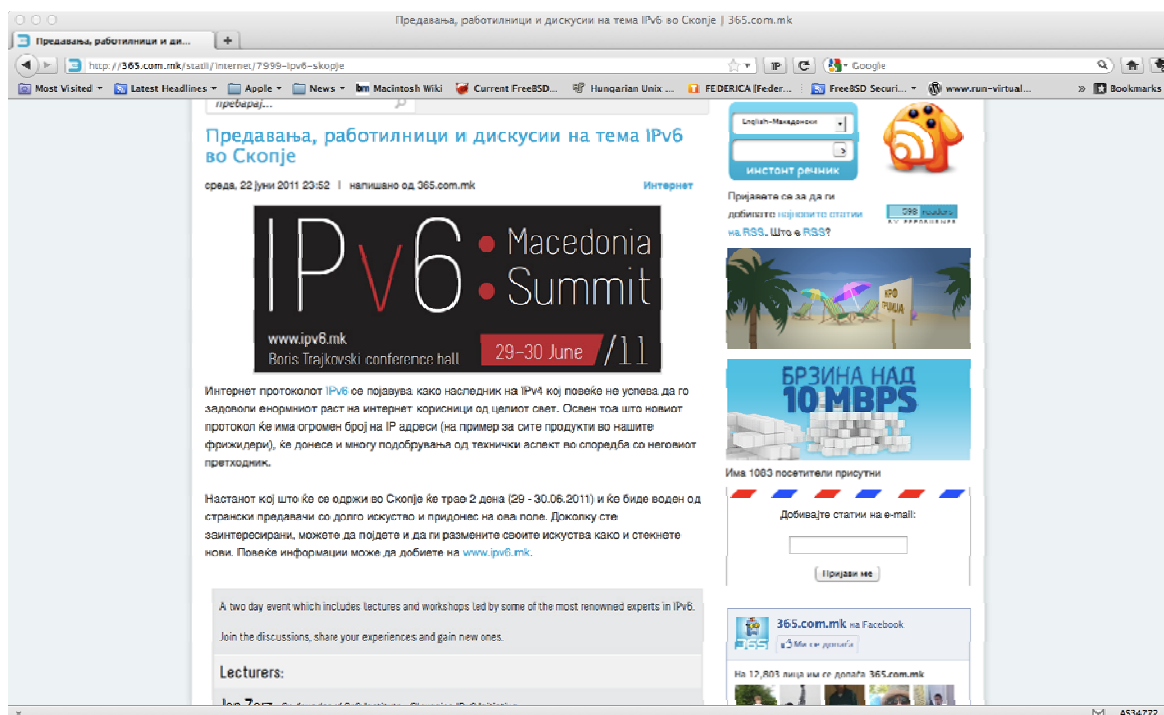 Предавања, работилници и дискусии на тема IPv6 во Скопје | 365.com.mk
Предавања, работилници и ди...
http://365.com.mk/statii/internet/7999-ipv6-skopje
Google
Most Visited
Latest Headlines
Apple
News
bm Macintosh Wiki
Current FreeBSD...
Hungarian Unix ...
FEDERICA [Feder...
FreeBSD Securi...
www.run-virtual...
»
Bookmarks
пребарај...
Предавања, работилници и дискусии на тема IPv6
во Скопје
среда, 22 јуни 2011 23:52 | напишано од 365.com.mk
Интернет
IPv6 : Macedonia
Summit
www.ipv6.mk
Boris Trajkovski conference hall
29-30 June /11
Интернет протоколот IPv6 се појавува како наследник на IPv4 кој повеќе не успева да го
задоволи енормниот раст на интернет корисници од целиот свет. Освен тоа што новиот
протокол ќе има огромен број на IP адреси (на пример за сите продукти во нашите
фрижидери), ќе донесе и многу подобрувања од технички аспект во споредба со неговиот
претходник.
Настанот кој што ќе се одржи во Скопје ќе трае 2 дена (29 - 30.06.2011) и ќе биде воден од
странски предавачи со долго искуство и придонес на ова поле. Доколку сте
заинтересирани, можете да појдете и да ги размените своите искуства како и стекнете
нови. Повеќе информации може да добиете на www.ipv6.mk.
A two day event which includes lectures and workshops led by some of the most renowned experts in IPv6.
Join the discussions, share your experiences and gain new ones.
Lecturers:
English-Македонски
инстант речник
Пријавете се за да ги
добивате најновите статии
на RSS. Што е RSS?
598 readers
BY FEEDBURNER
КРФ
ГРЦИЈА
БРЗИНА НАД
10 MBPS
Има 1083 посетители присутни
Добивајте статии на e-mail:
Пријави ме
365
365.com.mk на Facebook
Ми се допаѓа
На 12,803 лица им се допаѓа 365.com.mk
AS34772